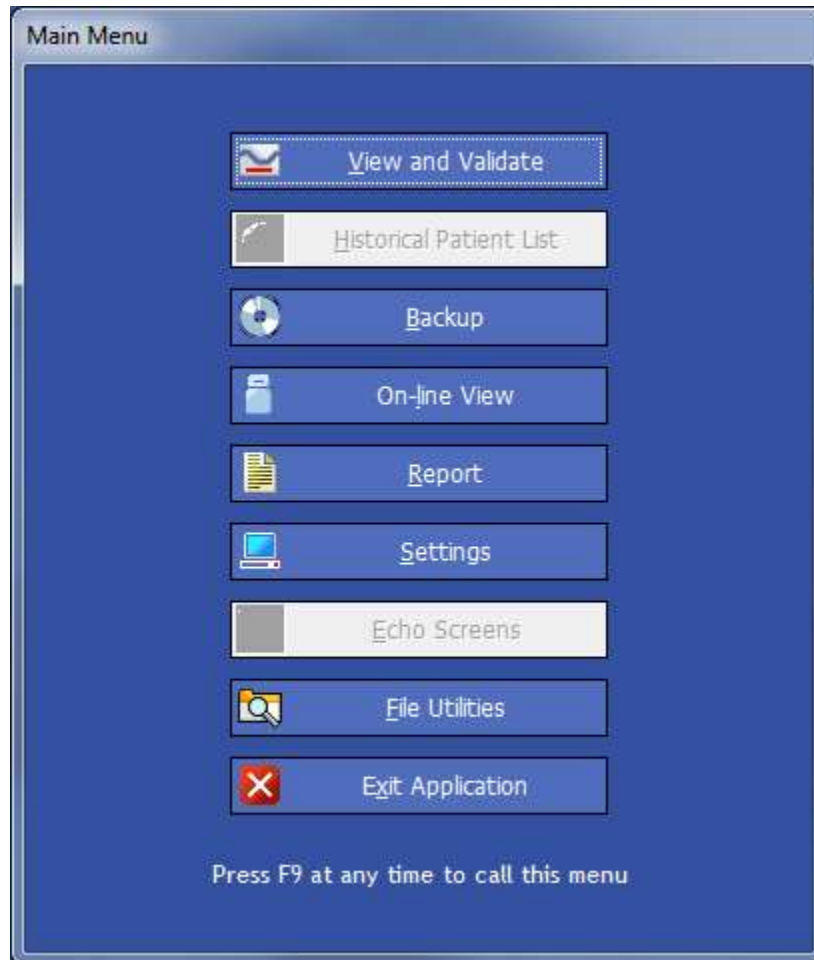 Main Menu
View and Validate
Historical Patient List
Backup
On-line View
Report
Settings
Echo Screens
File Utilities
Exit Application
Press F9 at any time to call this menu